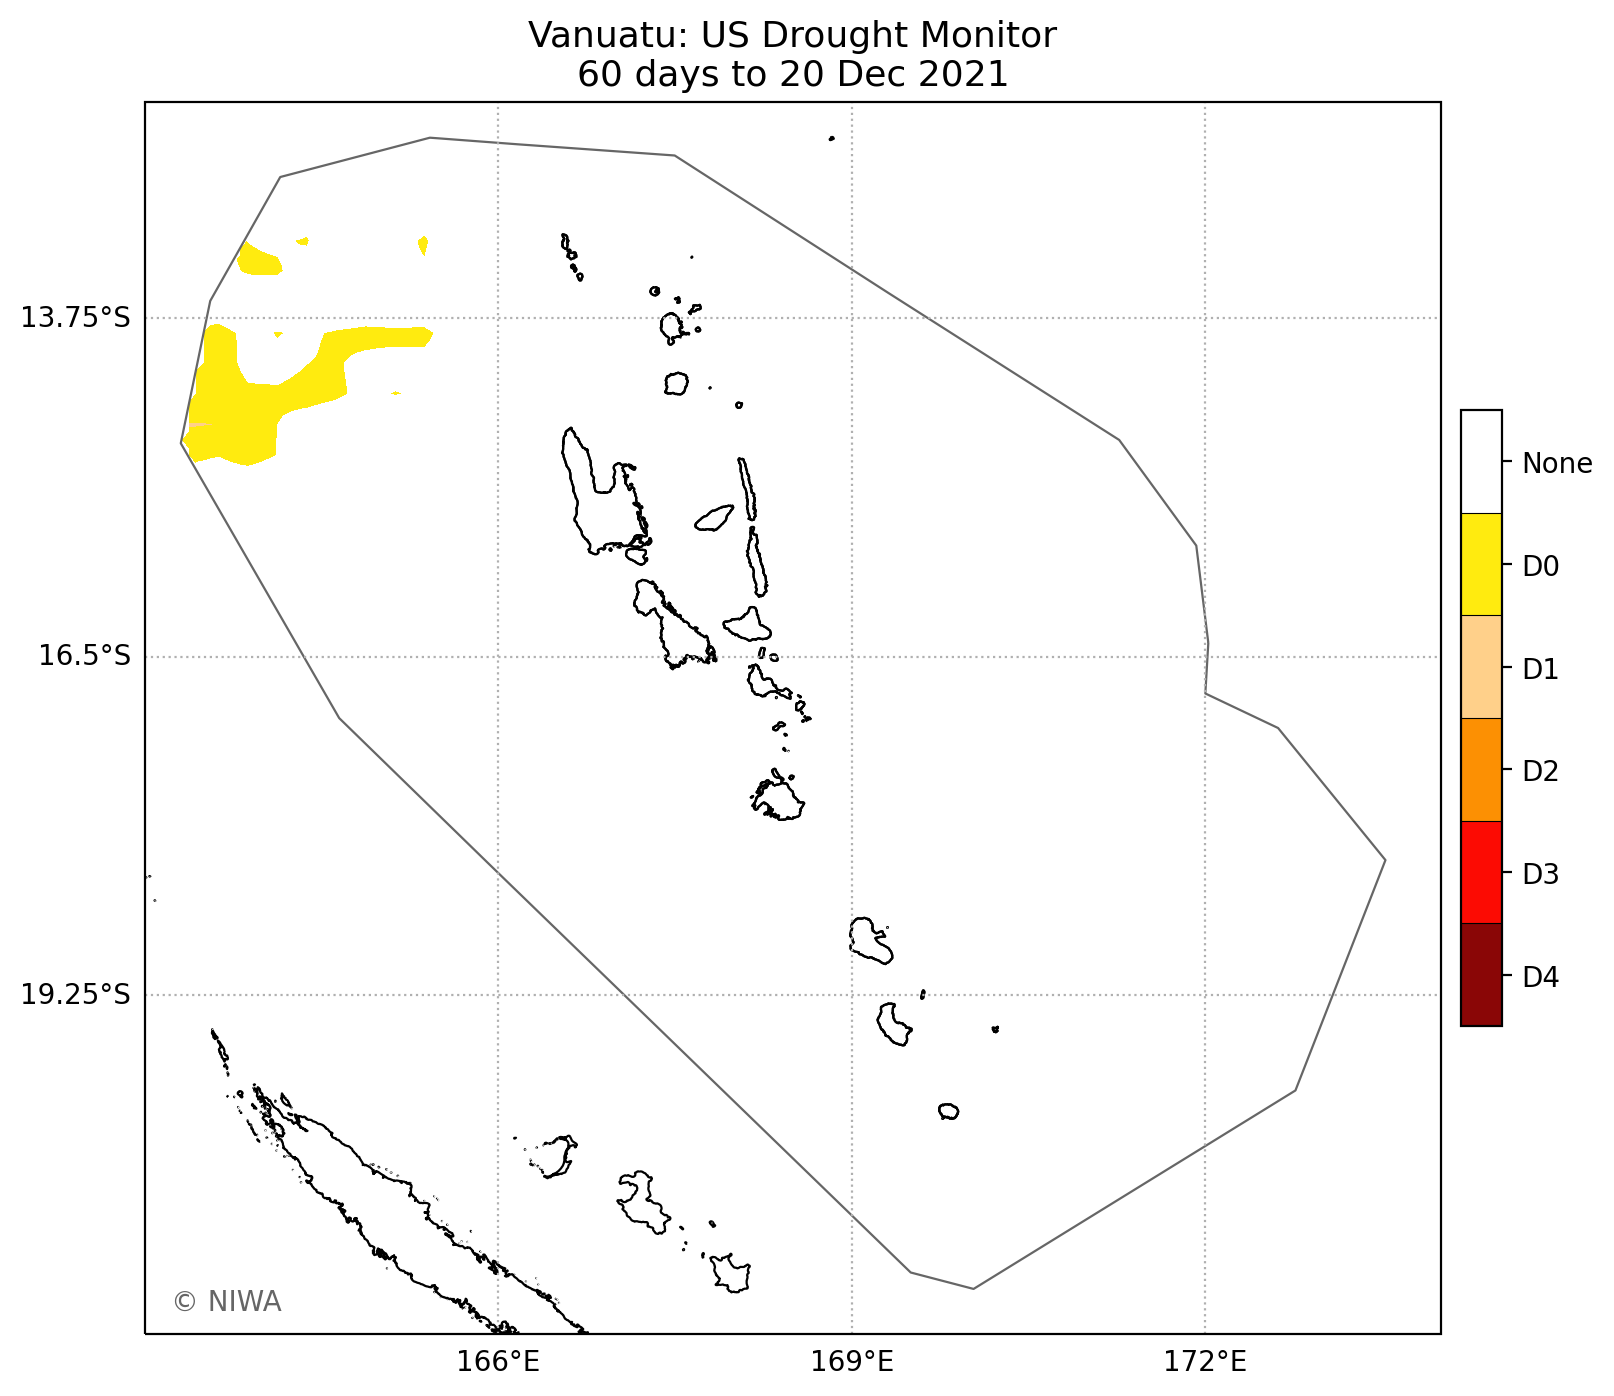 Vanuatu: US Drought Monitor
60 days to 20 Dec 2021
13.75°S
16.5°S
19.25°S
166°E
169°E
172°E
None
D0
D1
D2
D3
D4
© NIWA